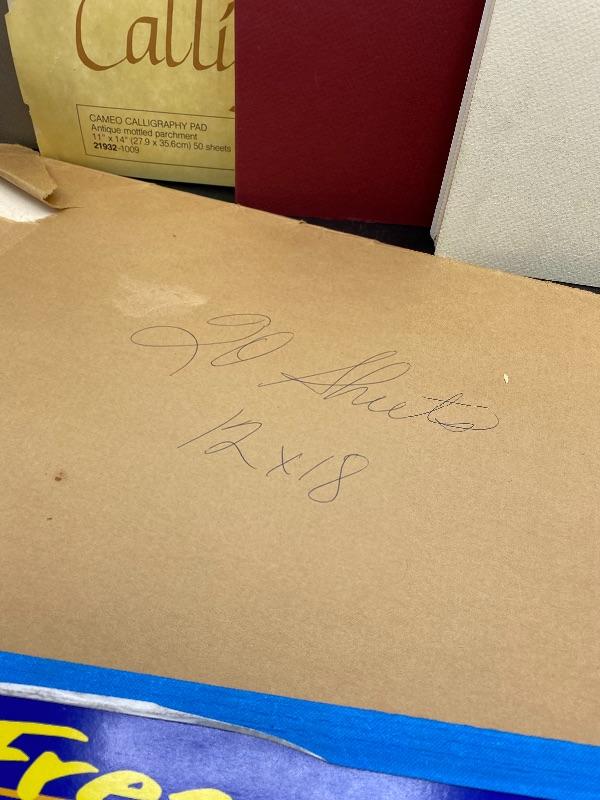 Calli
CAMEO CALLIGRAPHY PAD
Antique mottled parchment
11" x 14" (27.9 x 35.6cm) 50 sheets
21932-1009
20 Sheets
12 x 18